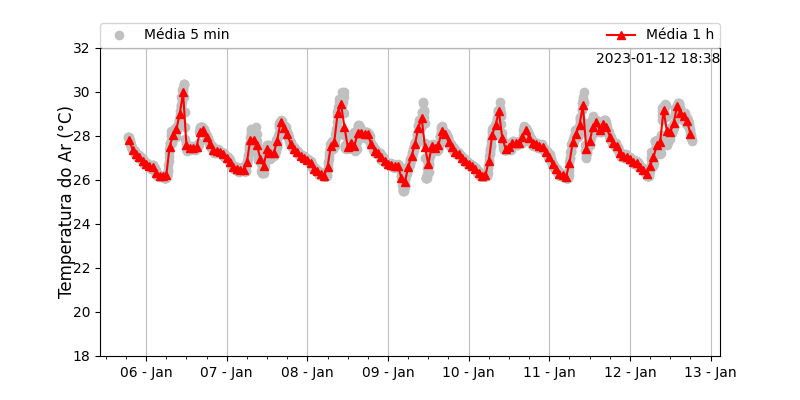 Média 5 min
Média 1 h
2023-01-12 18:38
Temperatura do Ar (°C)
32
30
28
26
24
22
20
18
06 - Jan
07 - Jan
08 - Jan
09 - Jan
10 - Jan
11 - Jan
12 - Jan
13 - Jan